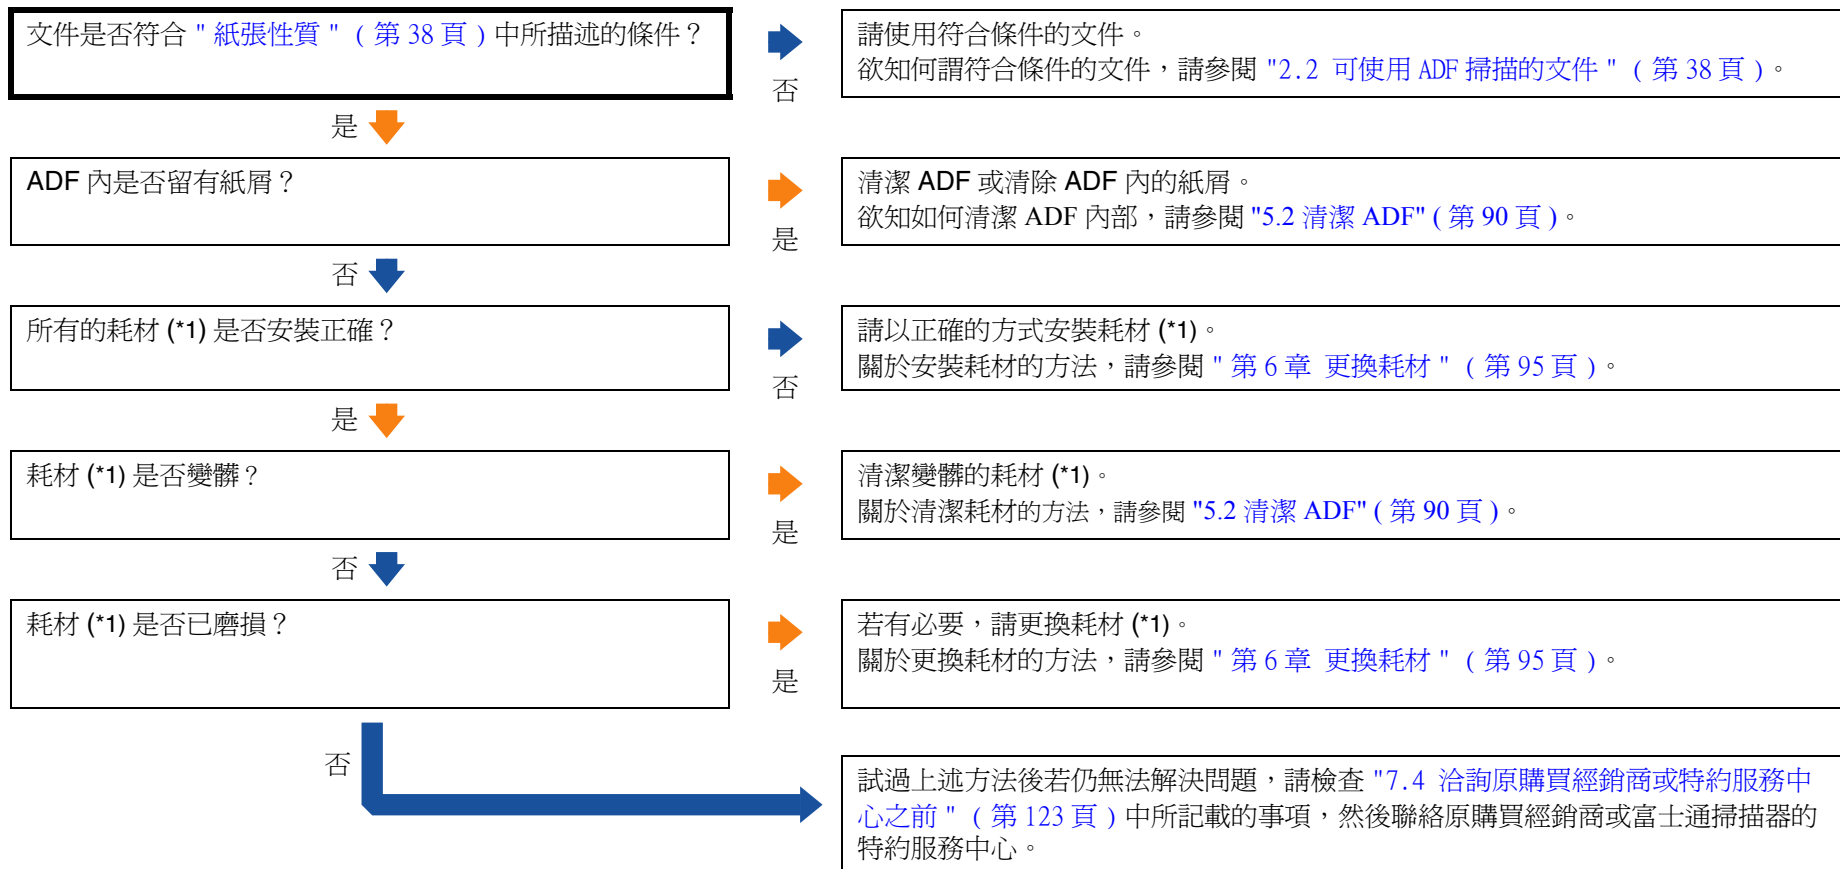 文件是否符合 " 紙張性質 " ( 第 38 頁 ) 中所描述的條件？
否
請使用符合條件的文件。
欲知何謂符合條件的文件，請參閱 "2.2 可使用 ADF 掃描的文件 " ( 第 38 頁 )。
是
ADF 內是否留有紙屑？
是
清潔 ADF 或清除 ADF 內的紙屑。
欲知如何清潔 ADF 內部，請參閱 "5.2 清潔 ADF" ( 第 90 頁 )。
否
所有的耗材 (*1) 是否安裝正確？
否
請以正確的方式安裝耗材 (*1)。
關於安裝耗材的方法，請參閱 " 第 6 章 更換耗材 " ( 第 95 頁 )。
是
耗材 (*1) 是否變髒？
是
清潔變髒的耗材 (*1)。
關於清潔耗材的方法，請參閱 "5.2 清潔 ADF" ( 第 90 頁 )。
否
耗材 (*1) 是否已磨損？
是
若有必要，請更換耗材 (*1)。
關於更換耗材的方法，請參閱 " 第 6 章 更換耗材 " ( 第 95 頁 )。
否
試過上述方法後若仍無法解決問題，請檢查 "7.4 洽詢原購買經銷商或特約服務中
心之前 " ( 第 123 頁 ) 中所記載的事項，然後聯絡原購買經銷商或富士通掃描器的
特約服務中心。